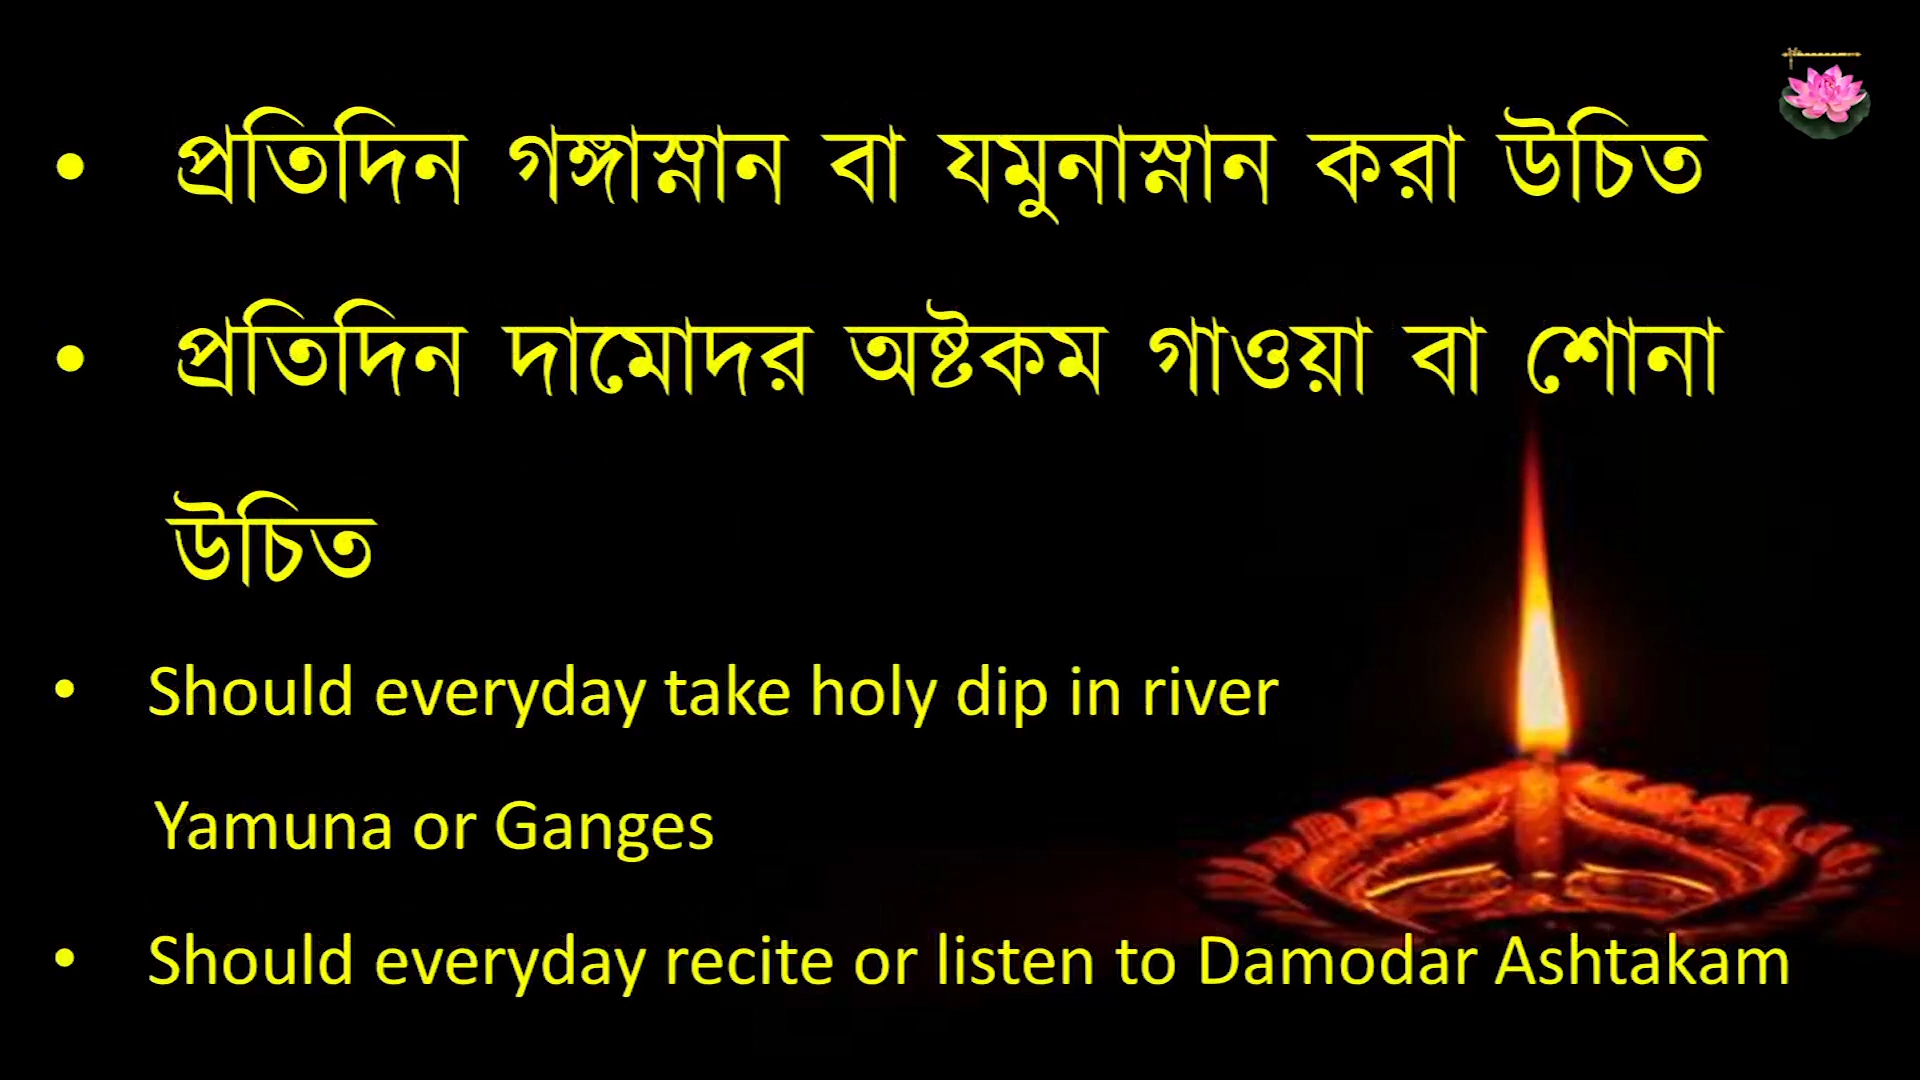 • প্রতিদিন গঙ্গাস্নান বা যমুনাস্নান করা উচিত
• প্রতিদিন দামোদর অষ্টকম গাওয়া বা শোনা
উচিত
• Should everyday take holy dip in river
Yamuna or Ganges
• Should everyday recite or listen to Damodar Ashtakam